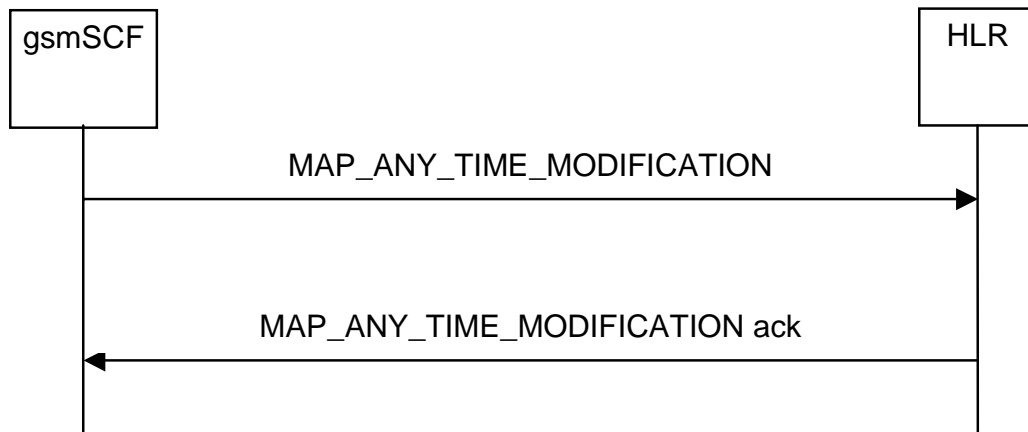 gsmSCF
HLR
MAP_ANY_TIME_MODIFICATION
MAP_ANY_TIME_MODIFICATION ack